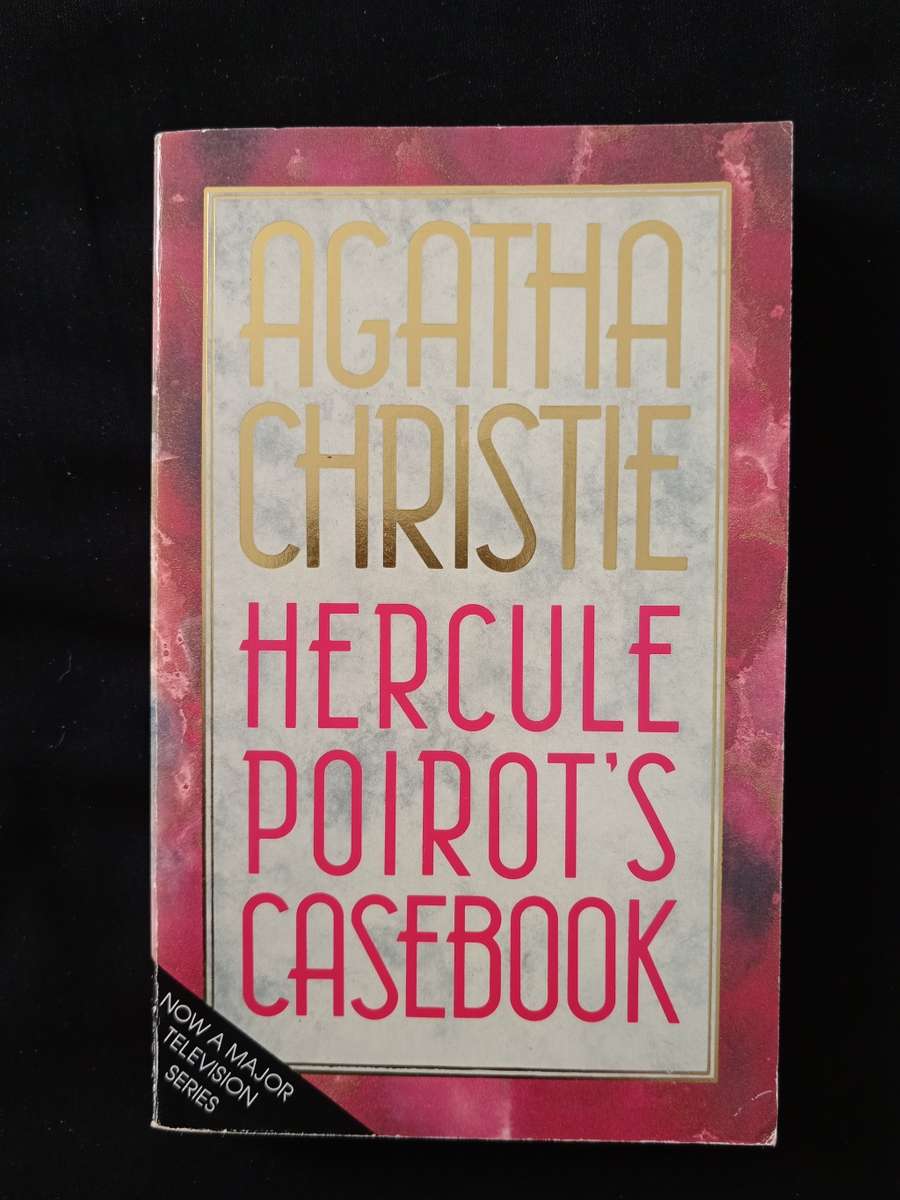 AGATHA
CHRISTIE
HERCULE
POIROT'S
CASEBOOK
NOW A MAJOR
TELEVISION
SERIES